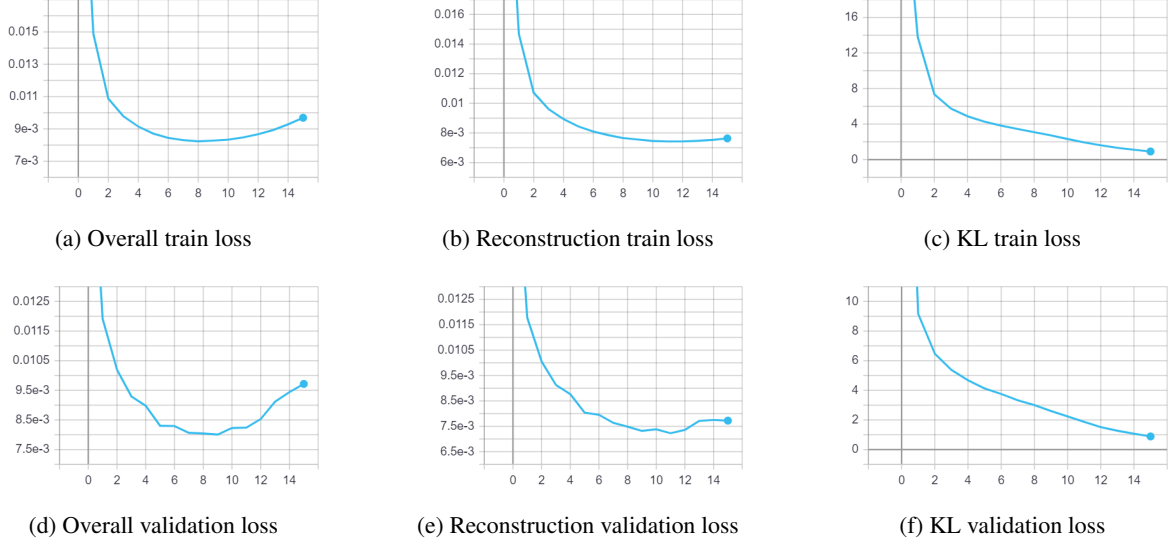 0.015
0.013
0.011
9e-3
7e-3
0 2 4 6 8 10 12 14
(a) Overall train loss
0.016
0.014
0.012
0.01
8e-3
6e-3
0 2 4 6 8 10 12 14
(b) Reconstruction train loss
16
12
8
4
0
0 2 4 6 8 10 12 14
(c) KL train loss
0.0125
0.0115
0.0105
9.5e-3
8.5e-3
7.5e-3
0 2 4 6 8 10 12 14
(d) Overall validation loss
0.0125
0.0115
0.0105
9.5e-3
8.5e-3
7.5e-3
6.5e-3
0 2 4 6 8 10 12 14
(e) Reconstruction validation loss
10
8
6
4
2
0
0 2 4 6 8 10 12 14
(f) KL validation loss